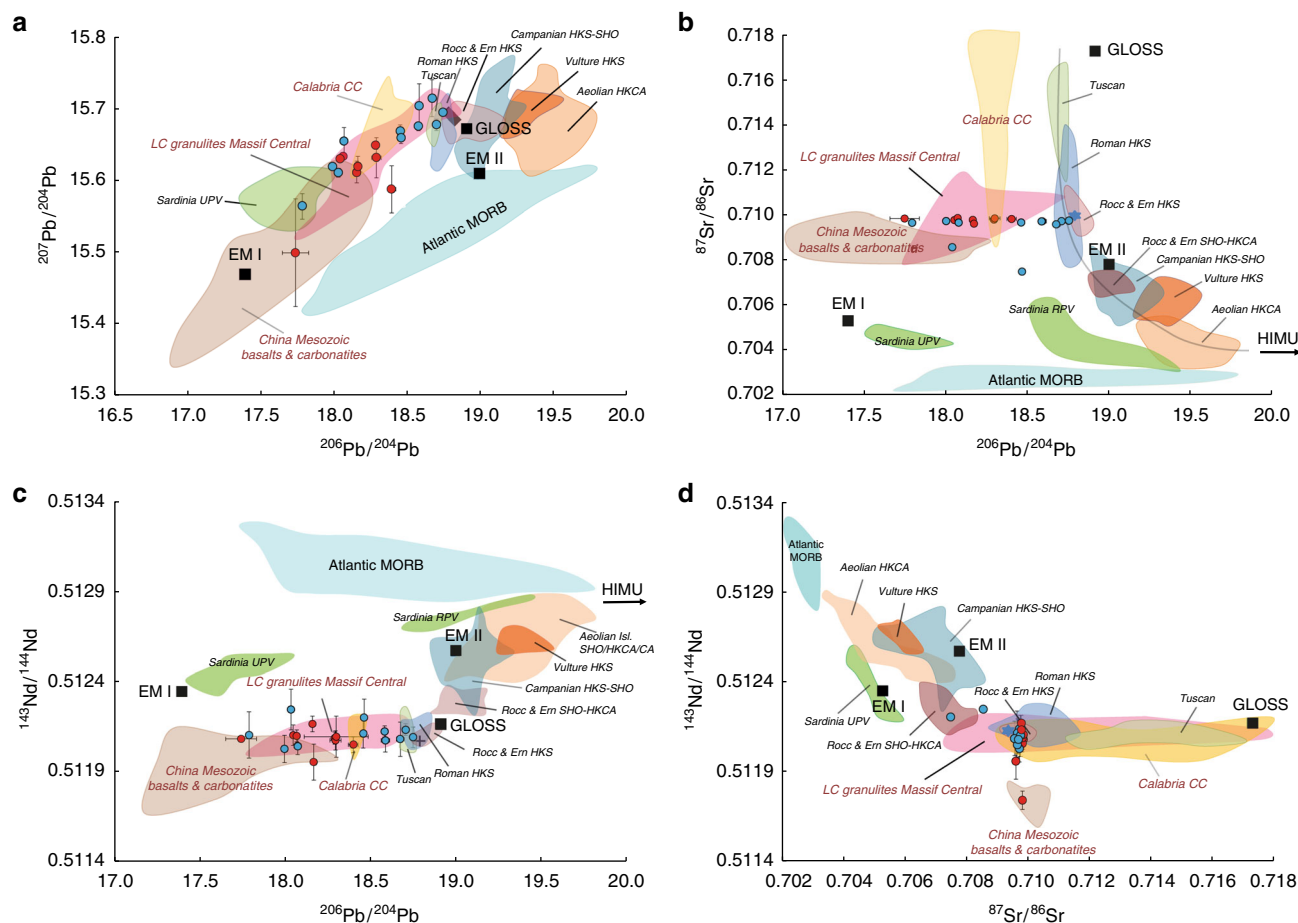 a
15.8
15.7
15.6
15.5
15.4
15.3
16.5 17.0 17.5 18.0 18.5 19.0 19.5 20.0
²⁰⁷Pb/²⁰⁴Pb
²⁰⁶Pb/²⁰⁴Pb
Campanian HKS-SHO
Rocc & Ern HKS
Roman HKS
Tuscan
Vulture HKS
Aeolian HKCA
Calabria CC
LC granulites Massif Central
GLOSS
EM II
Sardinia UPV
Atlantic MORB
EM I
China Mesozoic
basalts & carbonatites
b
0.718
0.716
0.714
0.712
0.710
0.708
0.706
0.704
0.702
17.0 17.5 18.0 18.5 19.0 19.5 20.0
⁸⁷Sr/⁸⁶Sr
²⁰⁶Pb/²⁰⁴Pb
GLOSS
Tuscan
Calabria CC
Roman HKS
LC granulites Massif Central
Rocc & Ern HKS
China Mesozoic
basalts & carbonatites
EM II
Rocc & Ern SHO-HKCA
Campanian HKS-SHO
Vulture HKS
EM I
Sardinia RPV
Aeolian HKCA
Sardinia UPV
HIMU
Atlantic MORB
c
0.5134
0.5129
0.5124
0.5119
0.5114
17.0 17.5 18.0 18.5 19.0 19.5 20.0
¹⁴³Nd/¹⁴⁴Nd
²⁰⁶Pb/²⁰⁴Pb
Atlantic MORB
HIMU
Sardinia RPV
EM II
Aeolian Isl.
SHO/HKCA/CA
Sardinia UPV
Vulture HKS
EM I
LC granulites Massif Central
Campanian HKS-SHO
Rocc & Ern SHO-HKCA
GLOSS
Rocc & Ern HKS
Roman HKS
China Mesozoic
basalts & carbonatites
Calabria CC
Tuscan
d
0.5134
0.5129
0.5124
0.5119
0.5114
0.702 0.704 0.706 0.708 0.710 0.712 0.714 0.716 0.718
¹⁴³Nd/¹⁴⁴Nd
⁸⁷Sr/⁸⁶Sr
Atlantic
MORB
Aeolian HKCA
Vulture HKS
Campanian HKS-SHO
EM II
EM I
Sardinia UPV
Rocc & Ern HKS
Roman HKS
Tuscan
GLOSS
Rocc & Ern SHO-HKCA
LC granulites Massif Central
Calabria CC
China Mesozoic
basalts & carbonatites